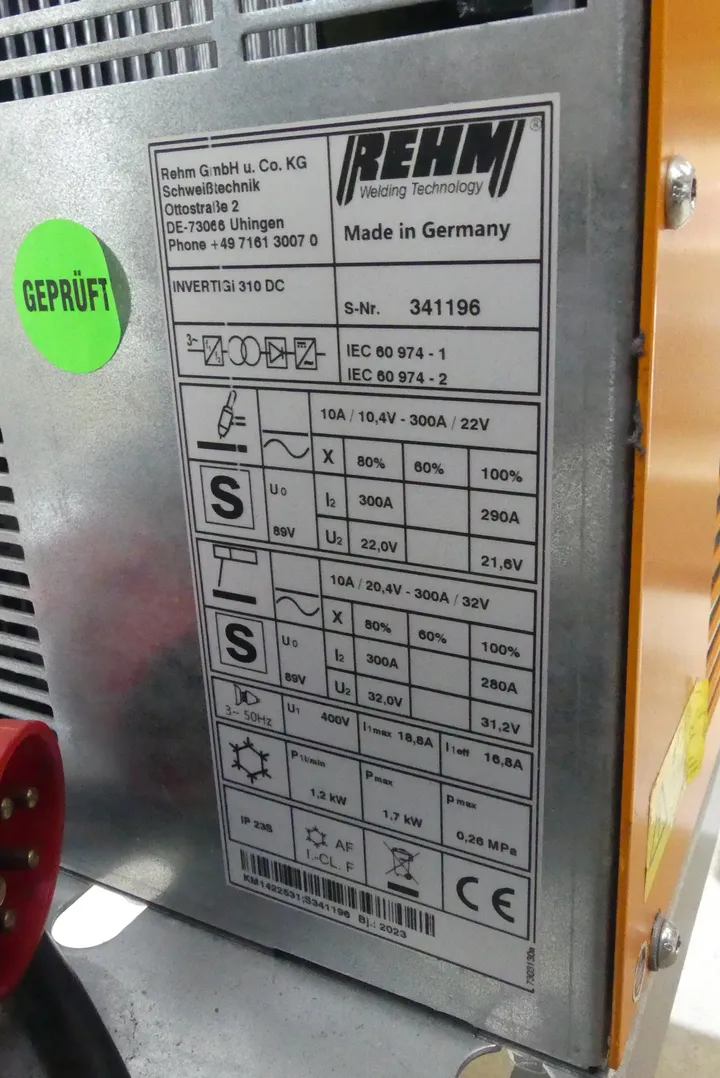 Rehm GmbH u. Co. KG
Schweißtechnik
Ottostraße 2
DE-73066 Uhingen
Phone +49 7161 3007 0
REHM®
Welding Technology
Made in Germany
GEPRÜFT
INVERTIGi 310 DC
S-Nr. 341196
3~ f1 f2
IEC 60 974 - 1
IEC 60 974 - 2
10A / 10,4V - 300A / 22V
X 80% 60% 100%
S U0 I2 300A 290A
89V U2 22,0V 21,6V
10A / 20,4V - 300A / 32V
X 80% 60% 100%
S U0 I2 300A 280A
89V U2 32,0V 31,2V
3~ 50Hz U1 400V I1max 18,8A I1eff 16,8A
P1l/min 1,2 kW Pmax 1,7 kW pmax 0,26 MPa
IP 23S AF
I.-CL. F
CE
KM1422531;S341196 Bj.: 2023